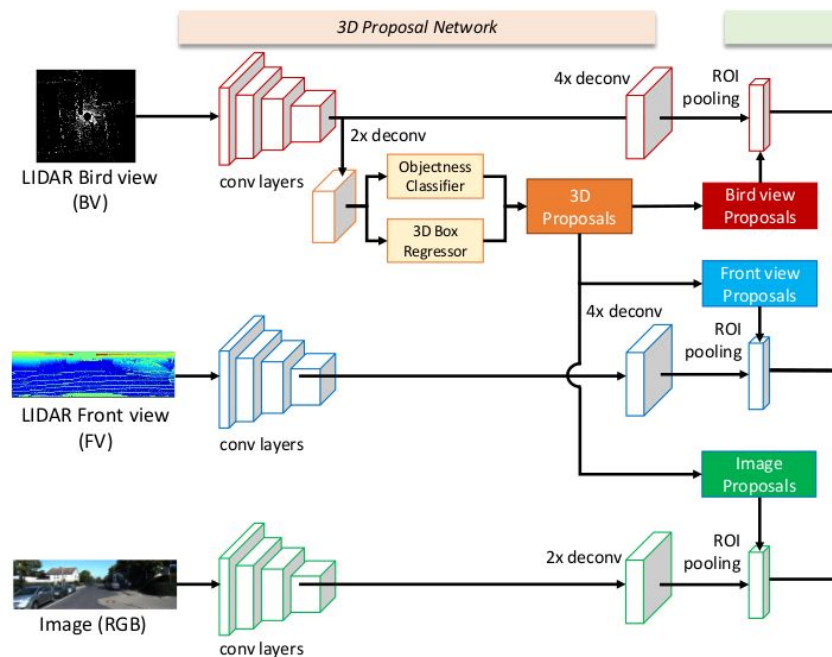 3D Proposal Network
4x deconv
ROI
pooling
2x deconv
LIDAR Bird view
(BV)
conv layers
Objectness
Classifier
3D Box
Regressor
3D
Proposals
Bird view
Proposals
Front view
Proposals
4x deconv
ROI
pooling
LIDAR Front view
(FV)
conv layers
Image
Proposals
ROI
pooling
2x deconv
Image (RGB)
conv layers